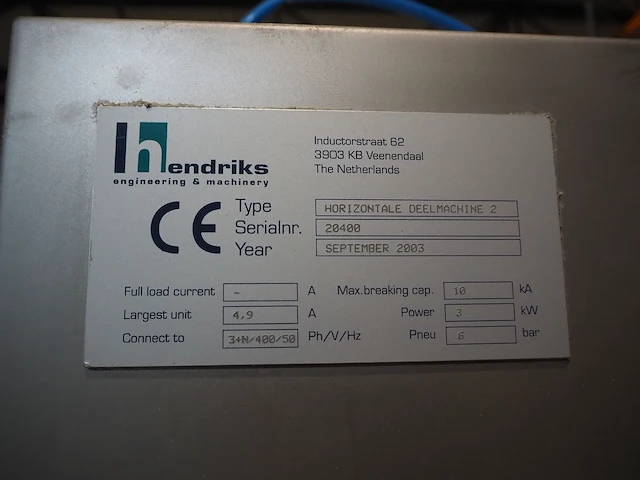 hendriks
engineering & machinery
Inductorstraat 62
3903 KB Veenendaal
The Netherlands
CE
Type HORIZONTALE DEELMACHINE 2
Serialnr. 20400
Year SEPTEMBER 2003
Full load current - A Max.breaking cap. 10 kA
Largest unit 4,9 A Power 3 kW
Connect to 3+N/400/50 Ph/V/Hz Pneu 6 bar